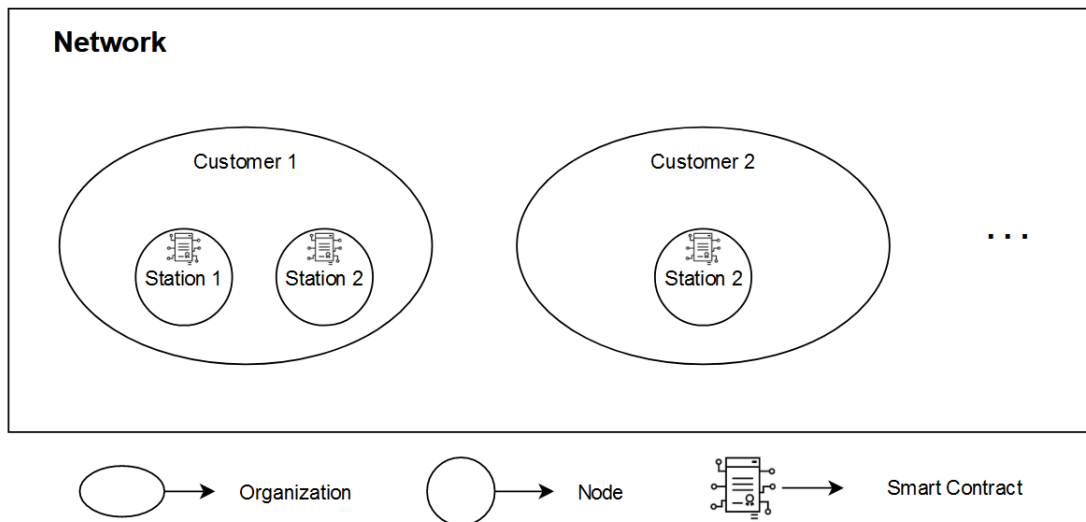 Network
Customer 1
Customer 2
Station 1
Station 2
Station 2
...
Organization
Node
Smart Contract